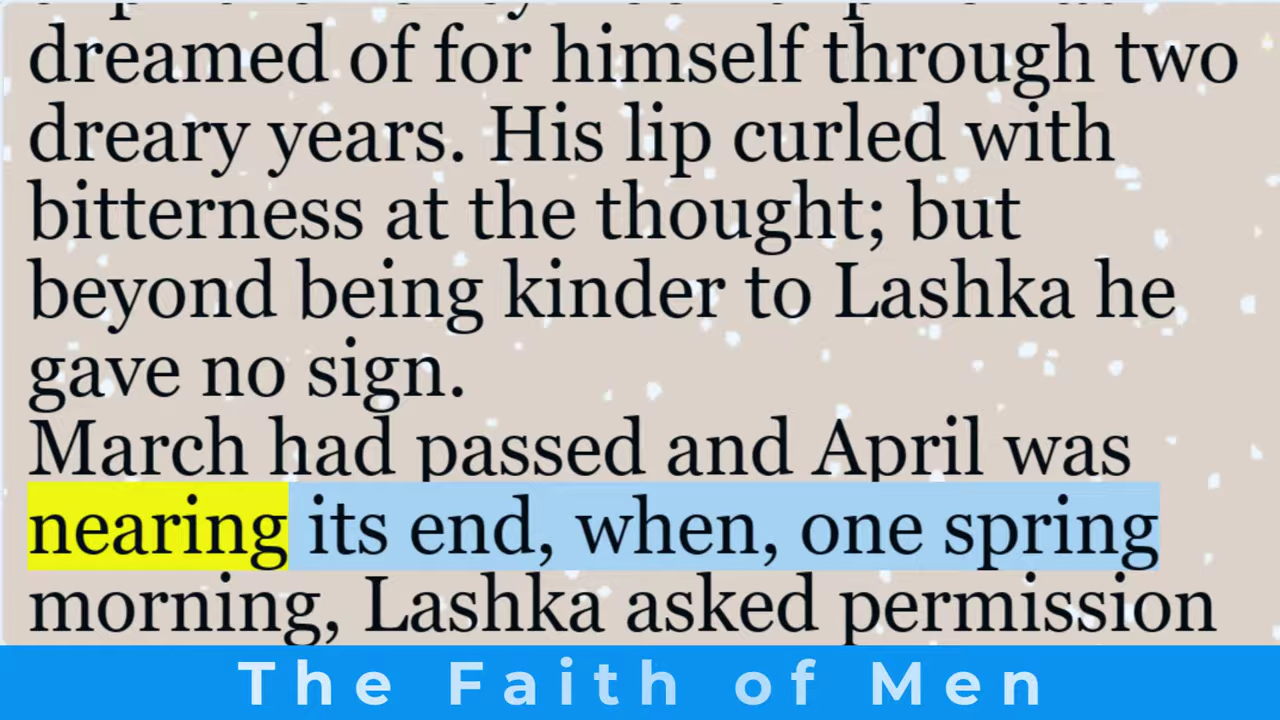 dreamed of for himself through two
dreary years. His lip curled with
bitterness at the thought; but
beyond being kinder to Lashka he
gave no sign.
March had passed and April was
nearing its end, when, one spring
morning, Lashka asked permission
The Faith of Men